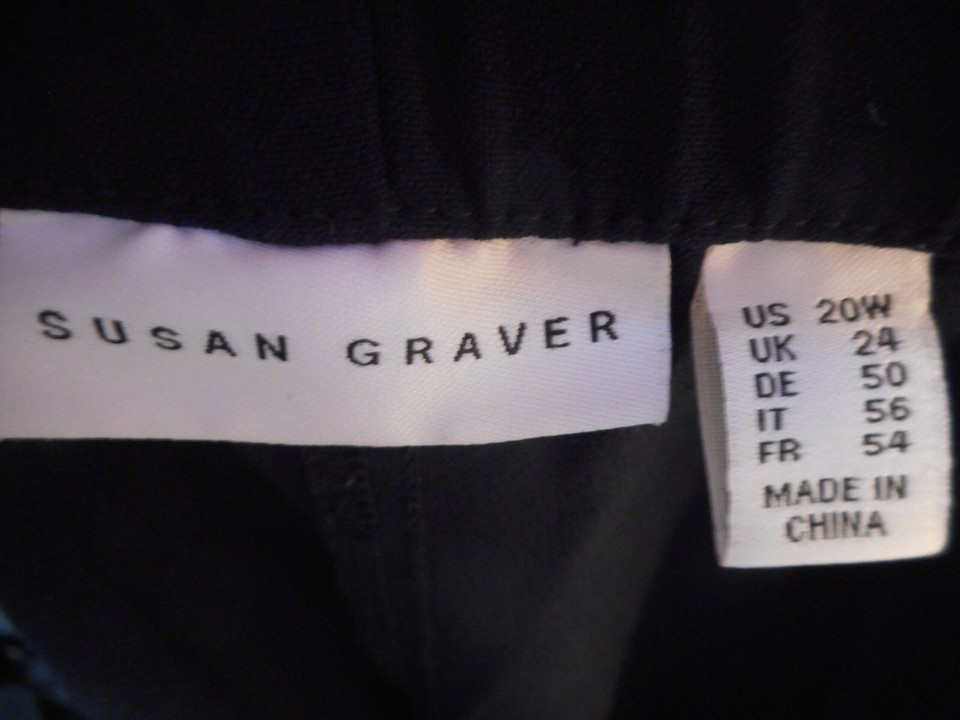 SUSAN GRAVER
US 20W
UK 24
DE 50
IT 56
FR 54
MADE IN
CHINA